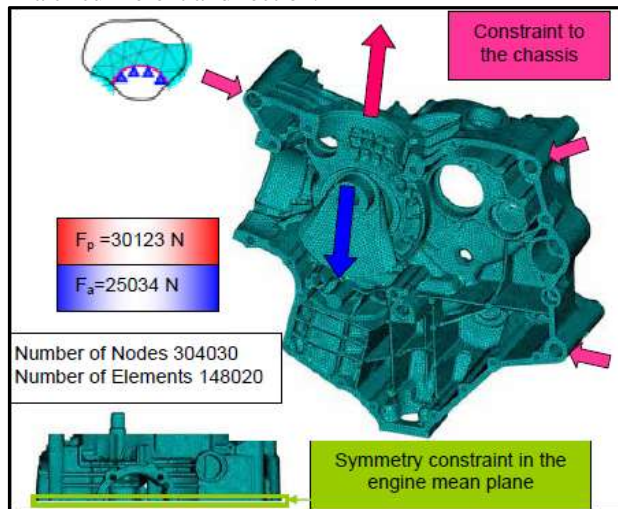 Constraint to
the chassis
Fp =30123 N
Fa=25034 N
Number of Nodes 304030
Number of Elements 148020
Symmetry constraint in the
engine mean plane